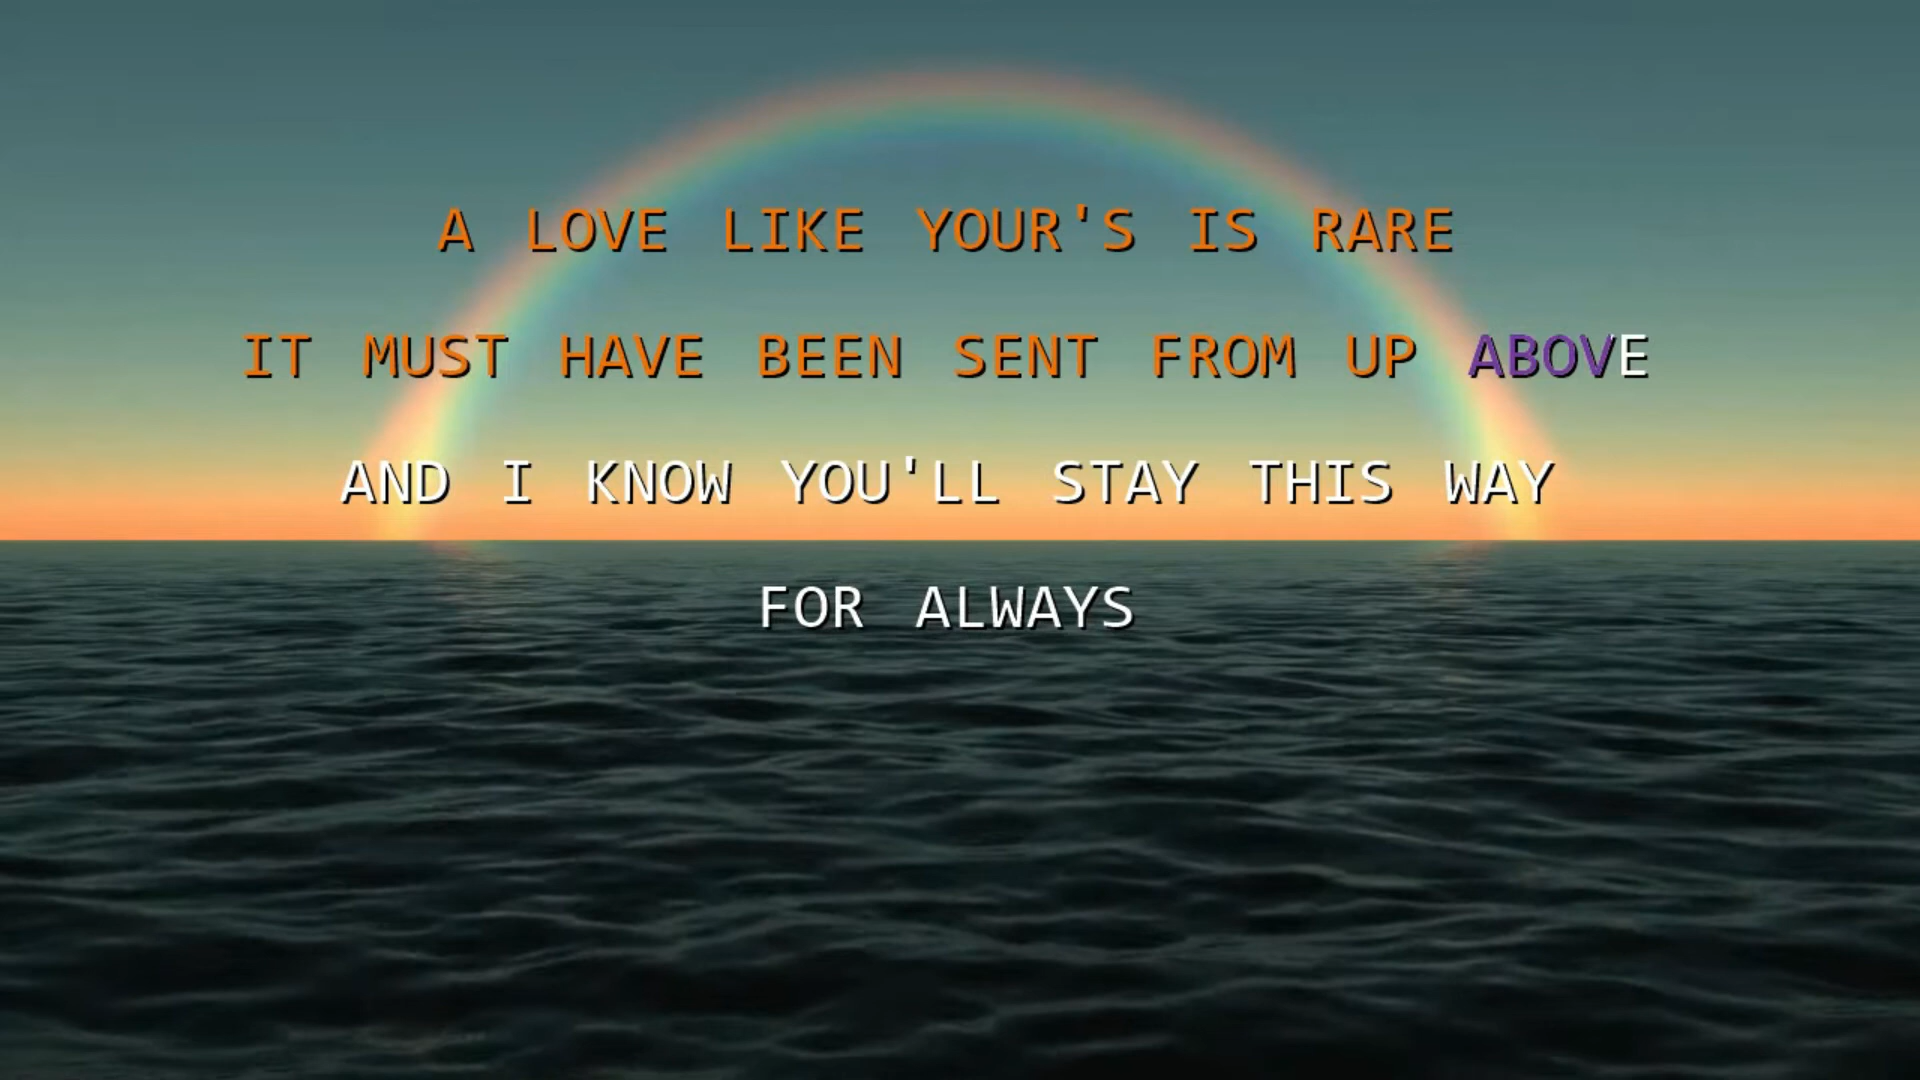 A LOVE LIKE YOUR'S IS RARE
IT MUST HAVE BEEN SENT FROM UP ABOVE
AND I KNOW YOU'LL STAY THIS WAY
FOR ALWAYS